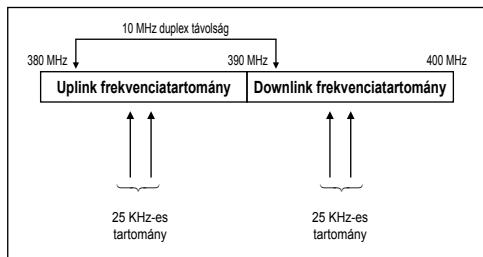 10 MHz duplex távolság
380 MHz 390 MHz 400 MHz
Uplink frekvenciatartomány Downlink frekvenciatartomány
25 KHz-es 25 KHz-es
tartomány tartomány